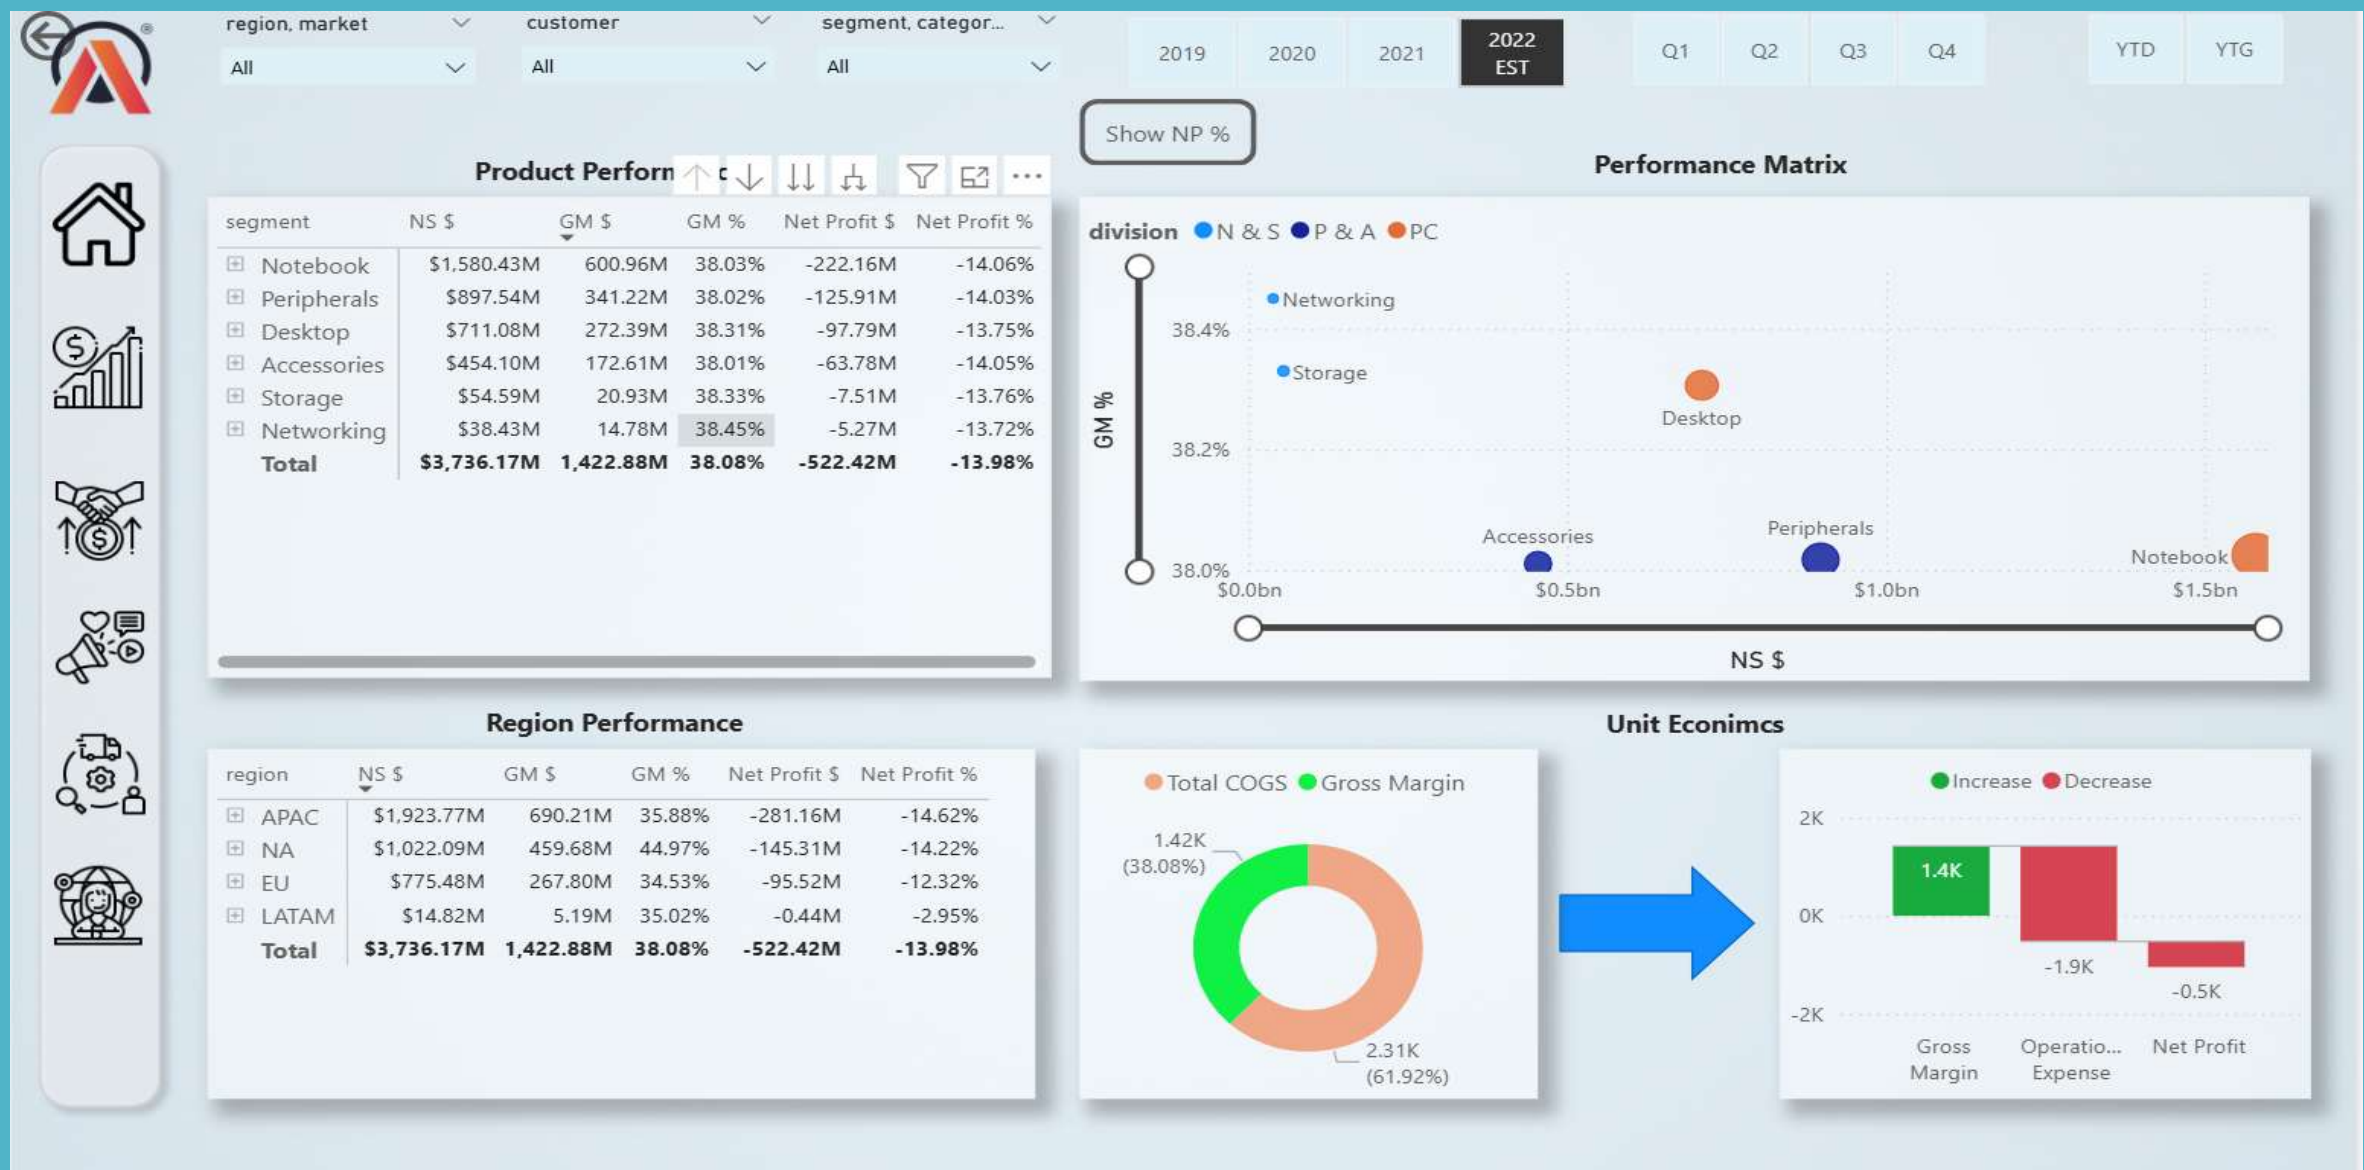 region, market
customer
segment, categor...
All
All
All
2019
2020
2021
2022
EST
Q1
Q2
Q3
Q4
YTD
YTG
Show NP %
Product Perform
c
segment NS $ GM $ GM % Net Profit $ Net Profit %
Notebook $1,580.43M 600.96M 38.03% -222.16M -14.06%
Peripherals $897.54M 341.22M 38.02% -125.91M -14.03%
Desktop $711.08M 272.39M 38.31% -97.79M -13.75%
Accessories $454.10M 172.61M 38.01% -63.78M -14.05%
Storage $54.59M 20.93M 38.33% -7.51M -13.76%
Networking $38.43M 14.78M 38.45% -5.27M -13.72%
Total $3,736.17M 1,422.88M 38.08% -522.42M -13.98%
Performance Matrix
division N & S P & A PC
Networking
38.4%
Storage
Desktop
GM %
38.2%
Peripherals
Accessories
Notebook
38.0%
$0.0bn $0.5bn $1.0bn $1.5bn
NS $
Region Performance
region NS $ GM $ GM % Net Profit $ Net Profit %
APAC $1,923.77M 690.21M 35.88% -281.16M -14.62%
NA $1,022.09M 459.68M 44.97% -145.31M -14.22%
EU $775.48M 267.80M 34.53% -95.52M -12.32%
LATAM $14.82M 5.19M 35.02% -0.44M -2.95%
Total $3,736.17M 1,422.88M 38.08% -522.42M -13.98%
Unit Econimcs
Total COGS Gross Margin
1.42K
(38.08%)
2.31K
(61.92%)
Increase Decrease
2K
1.4K
0K
-1.9K
-0.5K
-2K
Gross
Margin
Operatio...
Expense
Net Profit